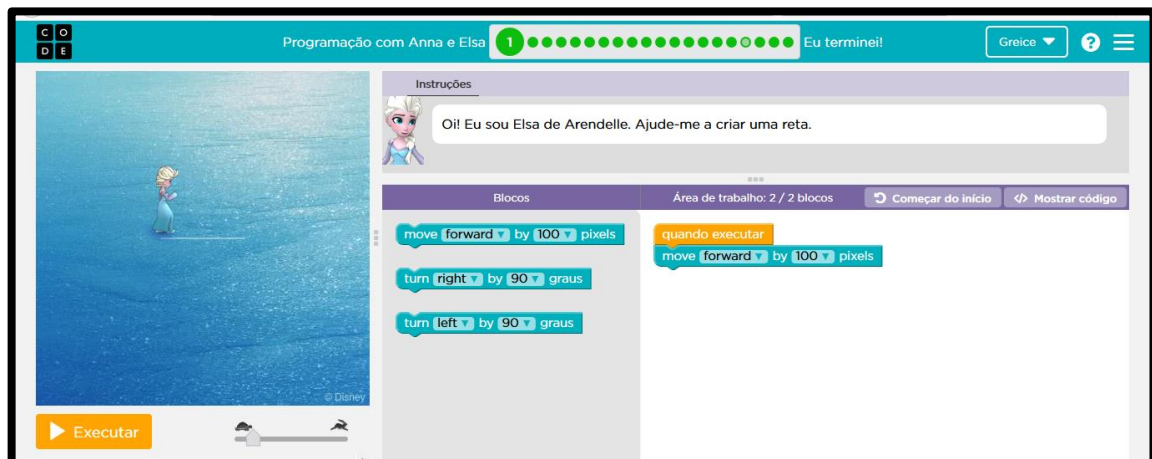 C O
D E
Programação com Anna e Elsa
1
Eu terminei!
Greice
?
Instruções
Oi! Eu sou Elsa de Arendelle. Ajude-me a criar uma reta.
Blocos
Área de trabalho: 2 / 2 blocos
Começar do início
</> Mostrar código
move forward by 100 pixels
turn right by 90 graus
turn left by 90 graus
quando executar
move forward by 100 pixels
© Disney
Executar